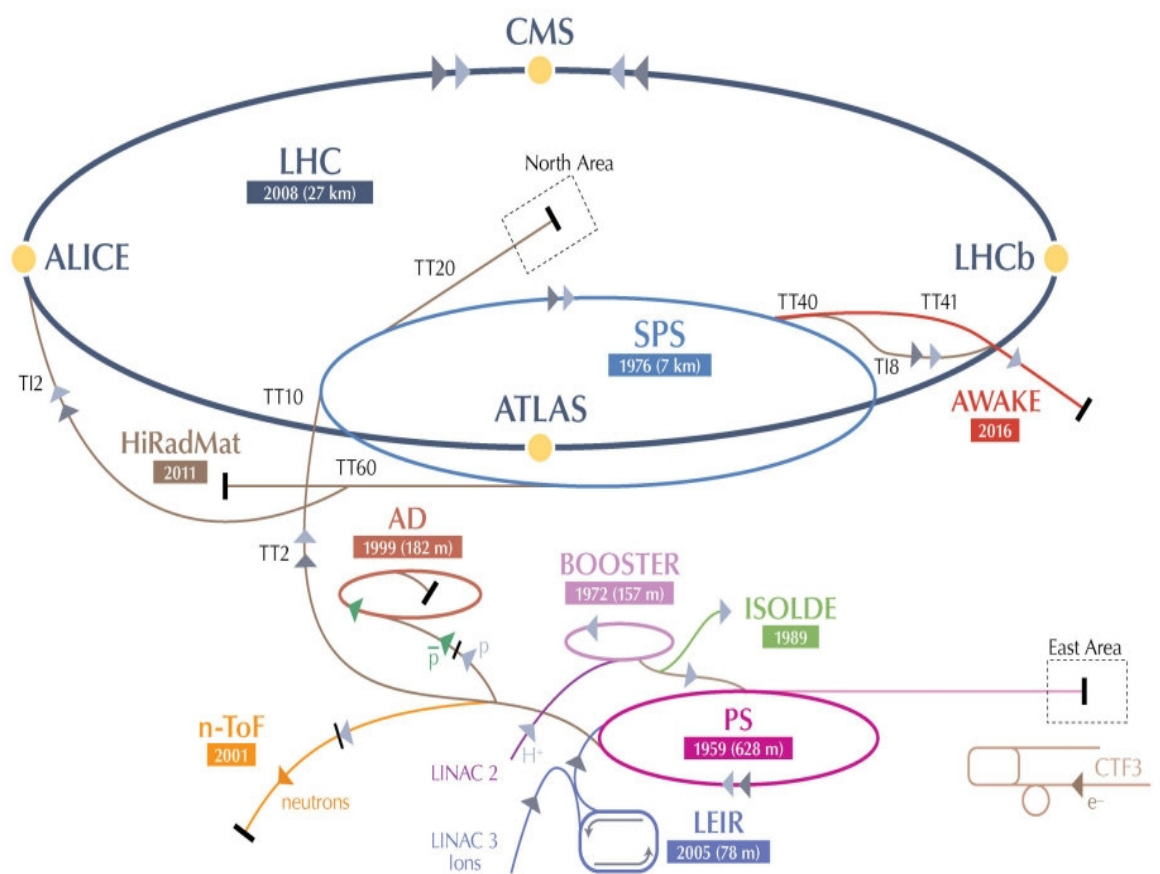 CMS
LHC
2008 (27 km)
North Area
ALICE
LHCb
TT20
TT40
TT41
SPS
1976 (7 km)
TI8
TI2
TT10
ATLAS
AWAKE
2016
HiRadMat
2011
TT60
AD
1999 (182 m)
TT2
BOOSTER
1972 (157 m)
ISOLDE
1989
p̅
p
East Area
n-ToF
2001
PS
1959 (628 m)
H⁺
LINAC 2
neutrons
CTF3
e⁻
LEIR
2005 (78 m)
LINAC 3
Ions